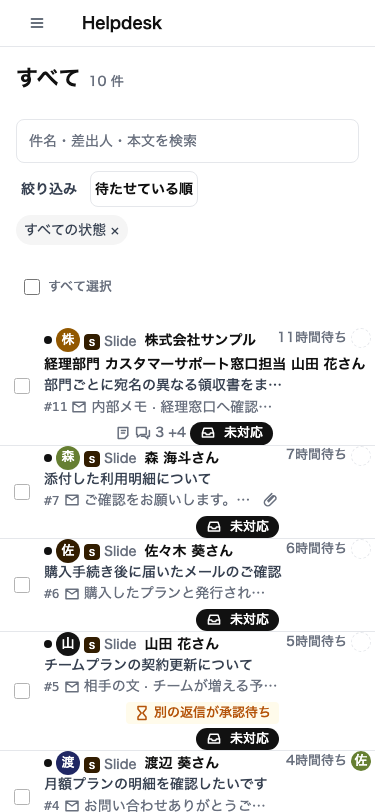 Helpdesk
すべて 10 件
件名・差出人・本文を検索
絞り込み 待たせている順
すべての状態 ×
すべて選択
株 s Slide 株式会社サンプル 11時間待ち
経理部門 カスタマーサポート窓口担当 山田 花さん
部門ごとに宛名の異なる領収書をま…
#11 内部メモ · 経理窓口へ確認…
3 +4 未対応
森 s Slide 森 海斗さん 7時間待ち
添付した利用明細について
#7 ご確認をお願いします。…
未対応
佐 s Slide 佐々木 葵さん 6時間待ち
購入手続き後に届いたメールのご確認
#6 購入したプランと発行され…
未対応
山 s Slide 山田 花さん 5時間待ち
チームプランの契約更新について
#5 相手の文 · チームが増える予…
別の返信が承認待ち
未対応
渡 s Slide 渡辺 葵さん 4時間待ち 佐
月額プランの明細を確認したいです
#4 お問い合わせありがとうご…